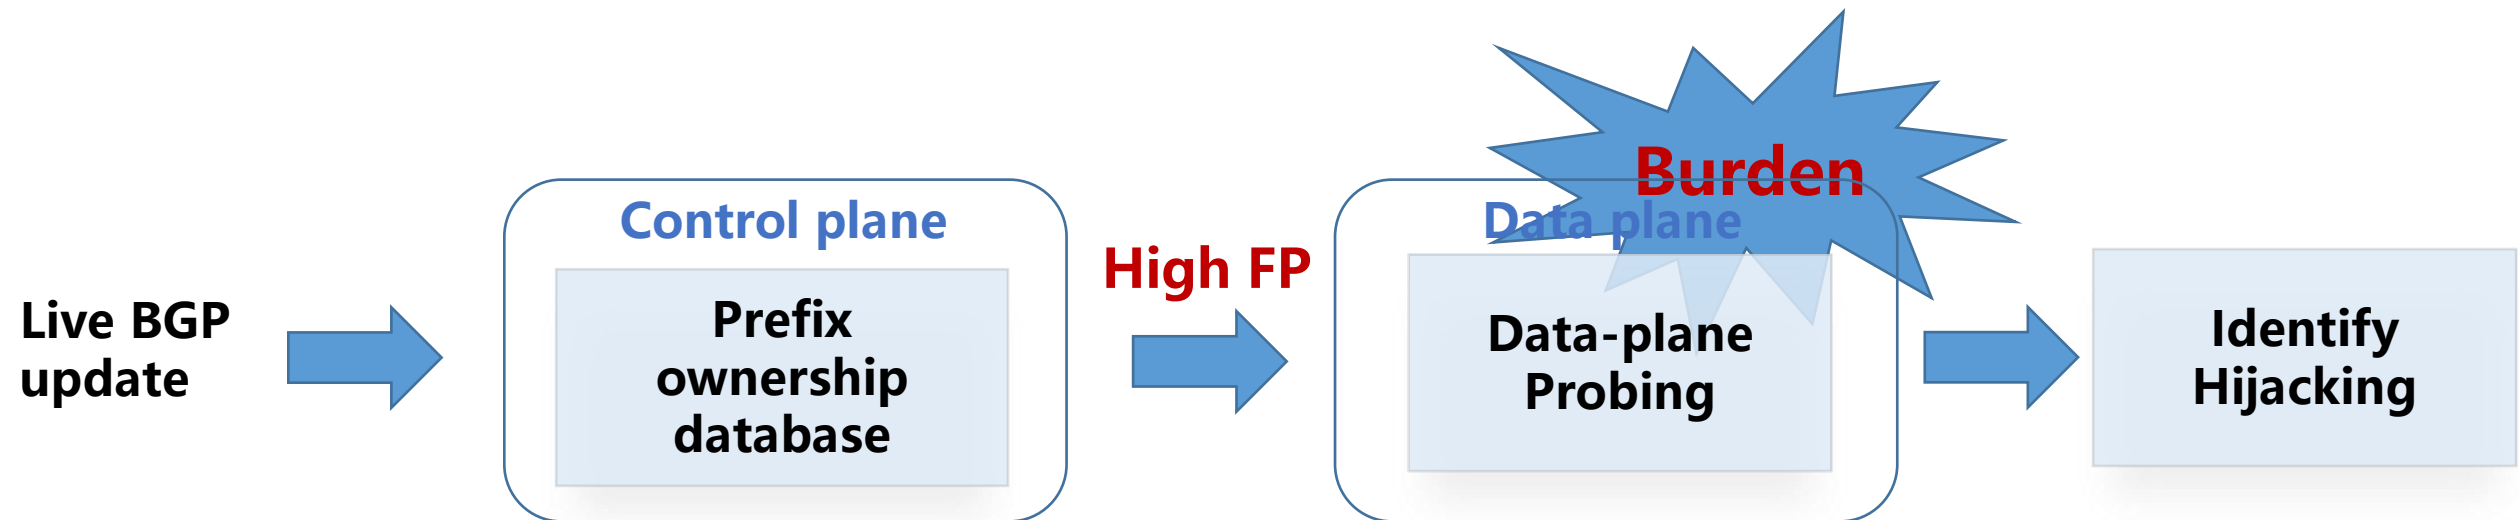 Live BGP
update
Control plane
Prefix
ownership
database
High FP
Burden
Data plane
Data-plane
Probing
Identify
Hijacking